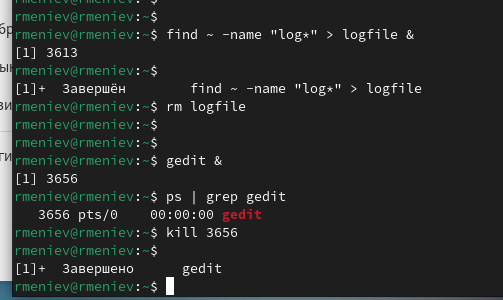 rmeniev@rmeniev:~$
rmeniev@rmeniev:~$
rmeniev@rmeniev:~$ find ~ -name "log*" > logfile &
[1] 3613
rmeniev@rmeniev:~$
[1]+  Завершён        find ~ -name "log*" > logfile
rmeniev@rmeniev:~$ rm logfile
rmeniev@rmeniev:~$
rmeniev@rmeniev:~$
rmeniev@rmeniev:~$ gedit &
[1] 3656
rmeniev@rmeniev:~$ ps | grep gedit
   3656 pts/0    00:00:00 gedit
rmeniev@rmeniev:~$ kill 3656
rmeniev@rmeniev:~$
[1]+  Завершено      gedit
rmeniev@rmeniev:~$